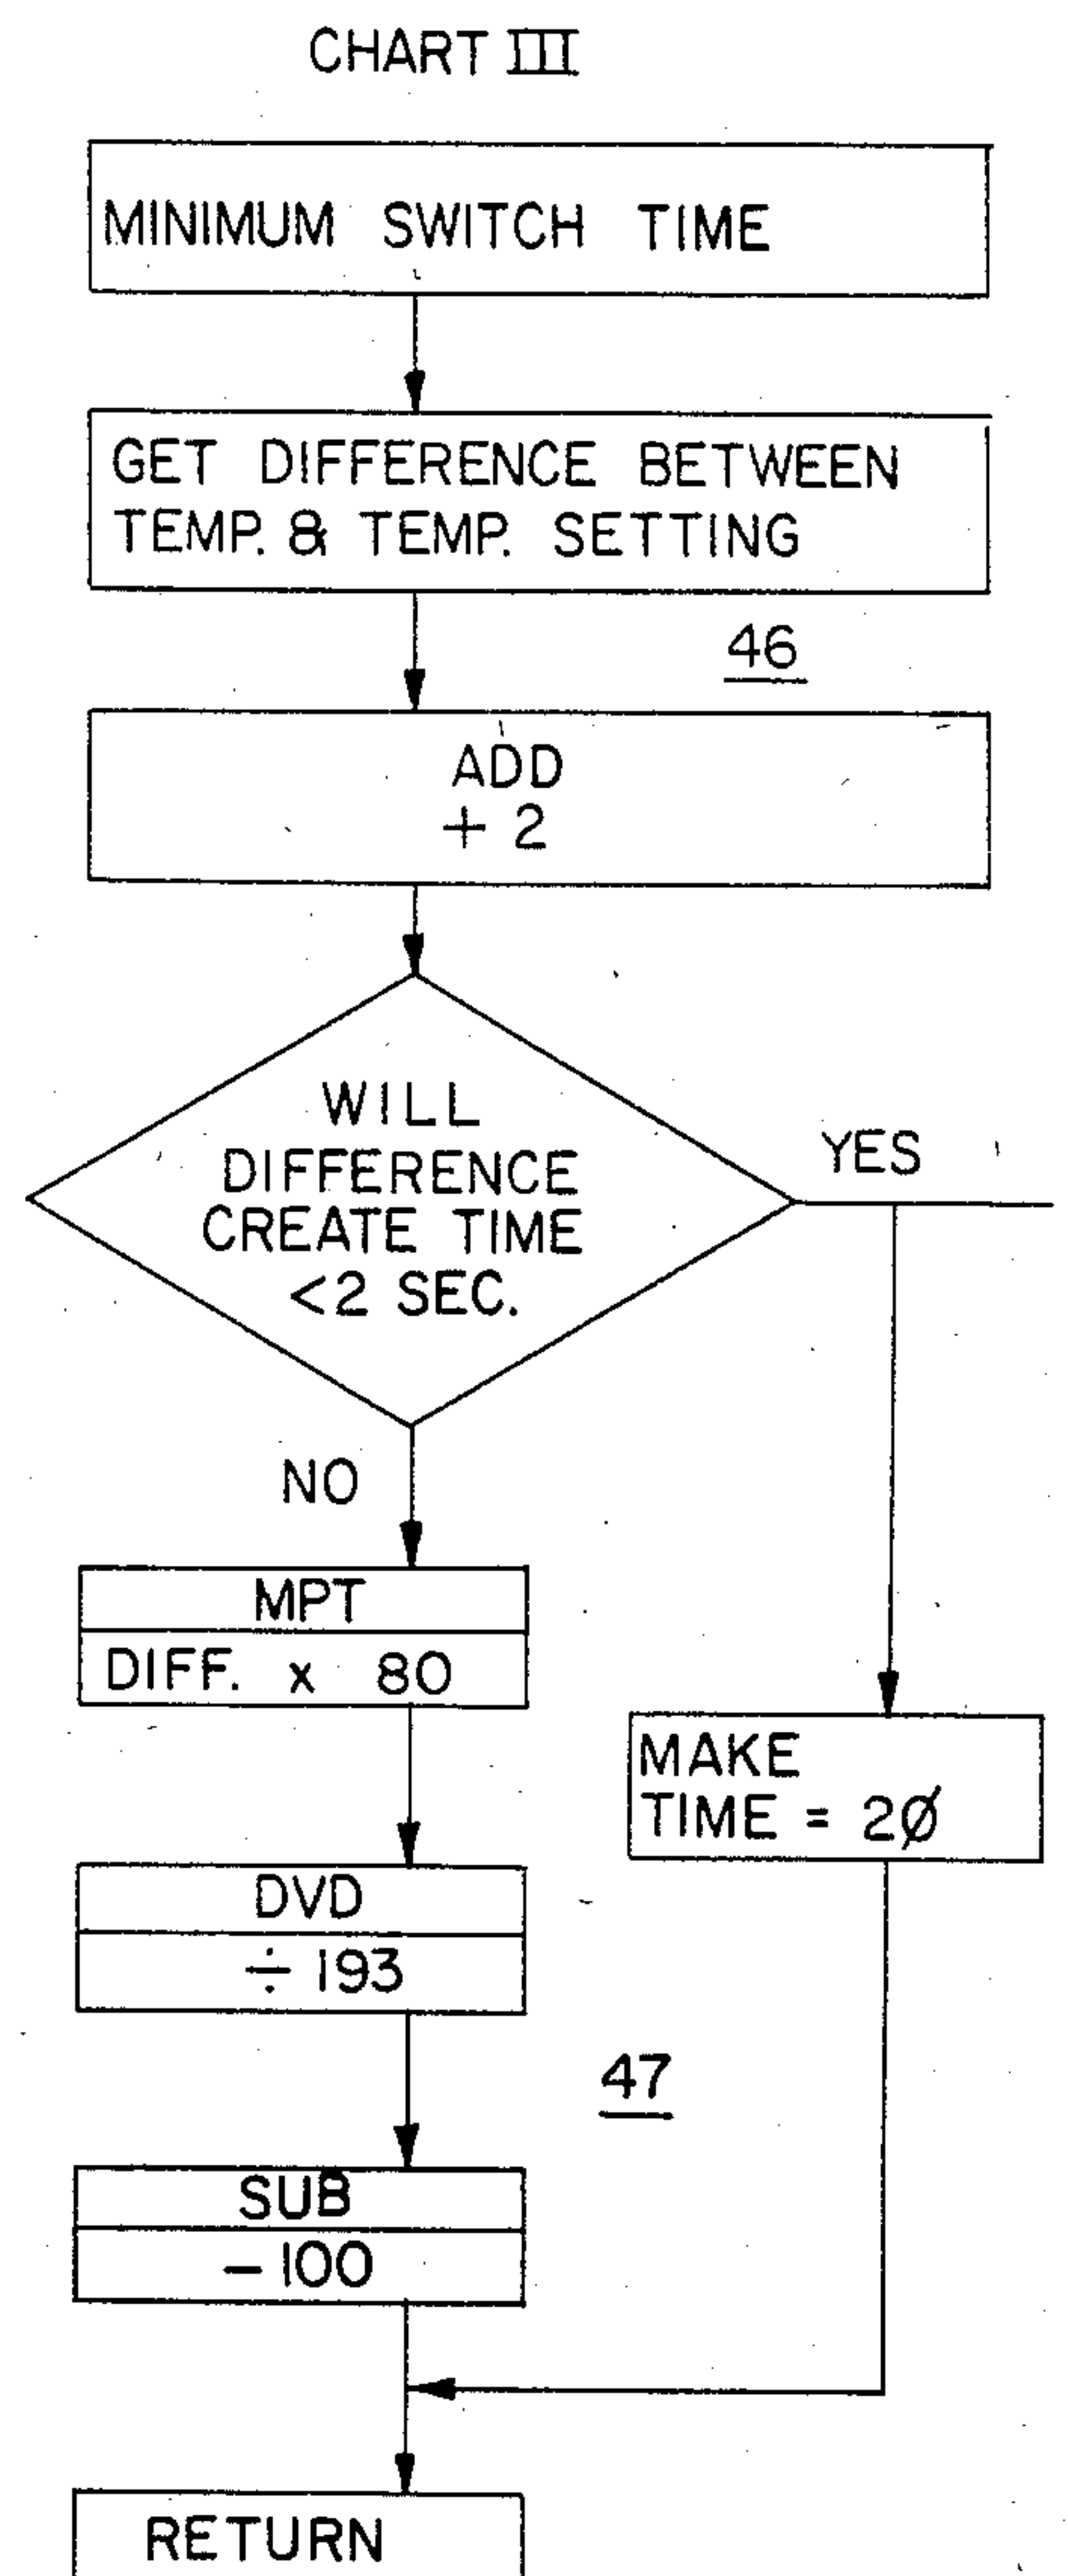 CHART III
MINIMUM SWITCH TIME
GET DIFFERENCE BETWEEN
TEMP. & TEMP. SETTING
46
ADD
+ 2
WILL
DIFFERENCE
CREATE TIME
<2 SEC.
YES
NO
MPT
DIFF. x 80
MAKE
TIME = 2Ø
DVD
÷ 193
47
SUB
- 100
RETURN